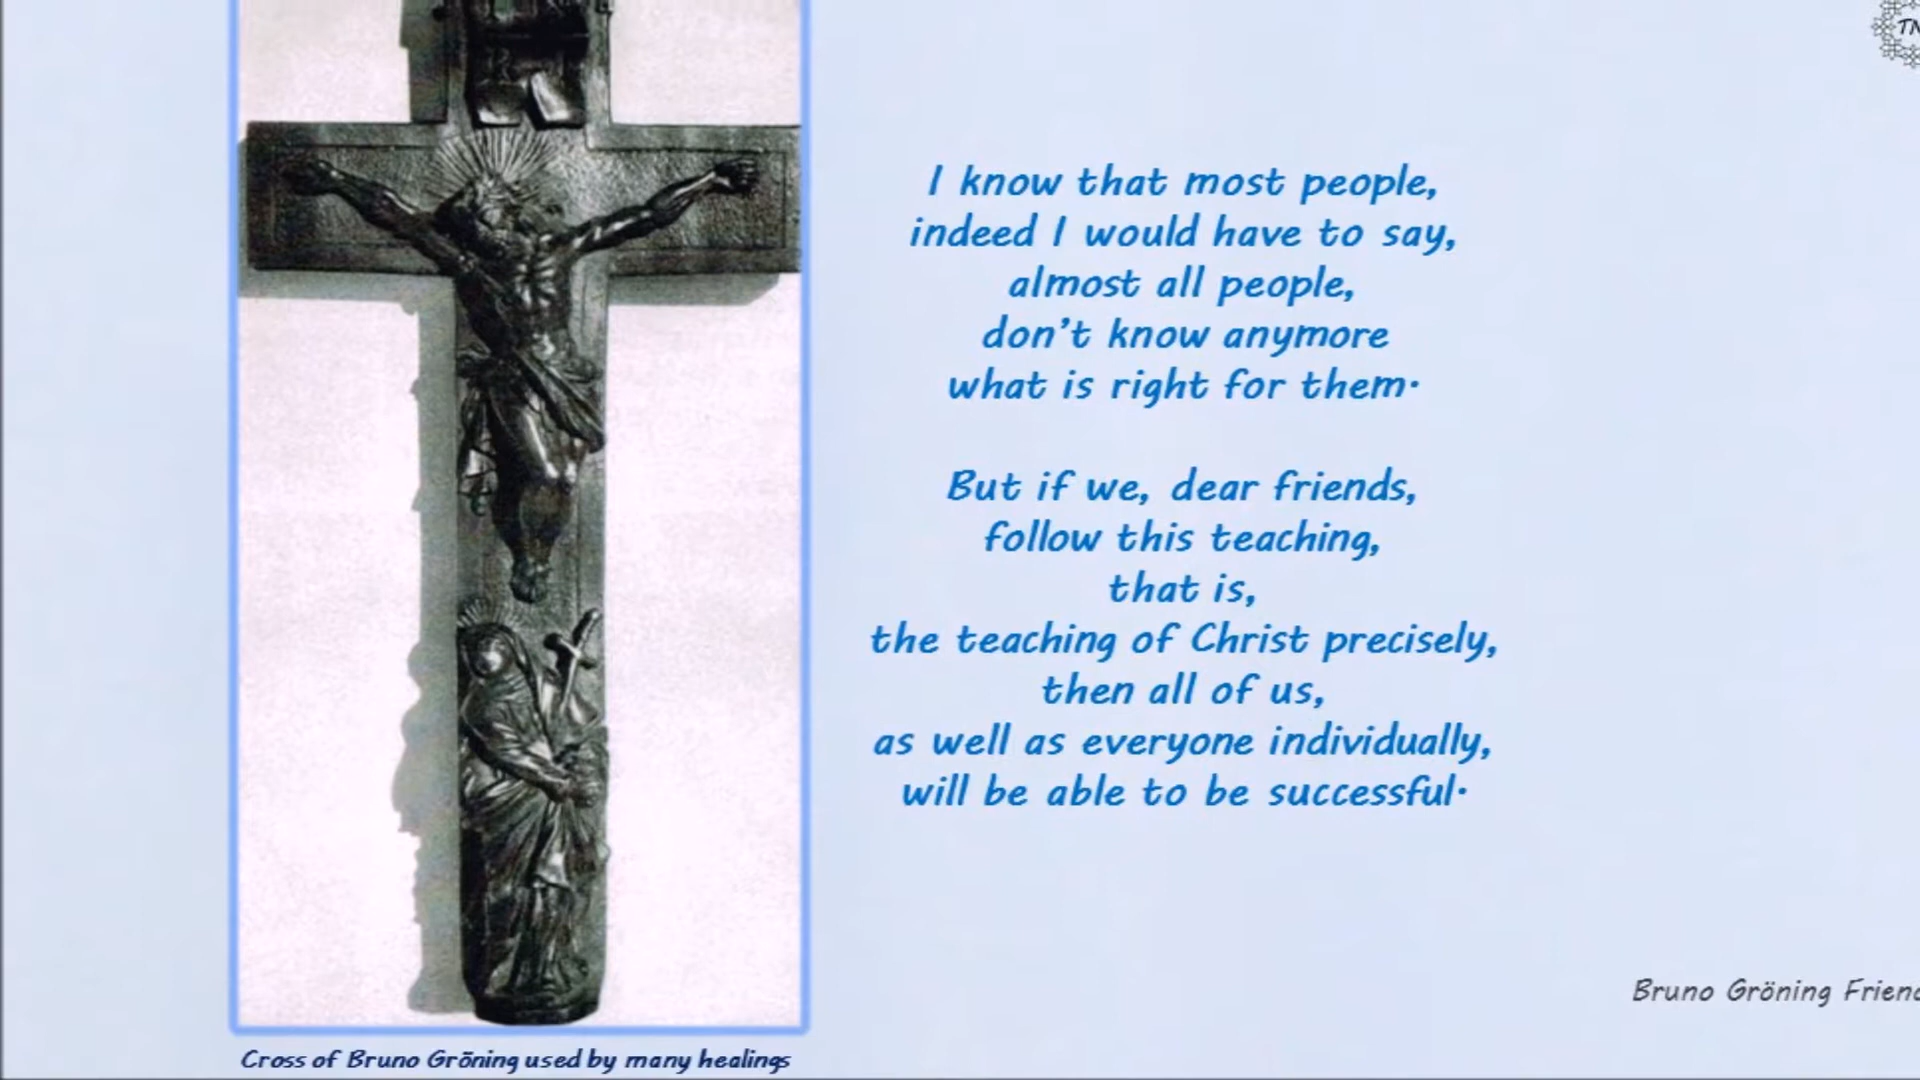 TN
I know that most people,
indeed I would have to say,
almost all people,
don't know anymore
what is right for them·
But if we, dear friends,
follow this teaching,
that is,
the teaching of Christ precisely,
then all of us,
as well as everyone individually,
will be able to be successful·
Bruno Gröning Friend
Cross of Bruno Gröning used by many healings